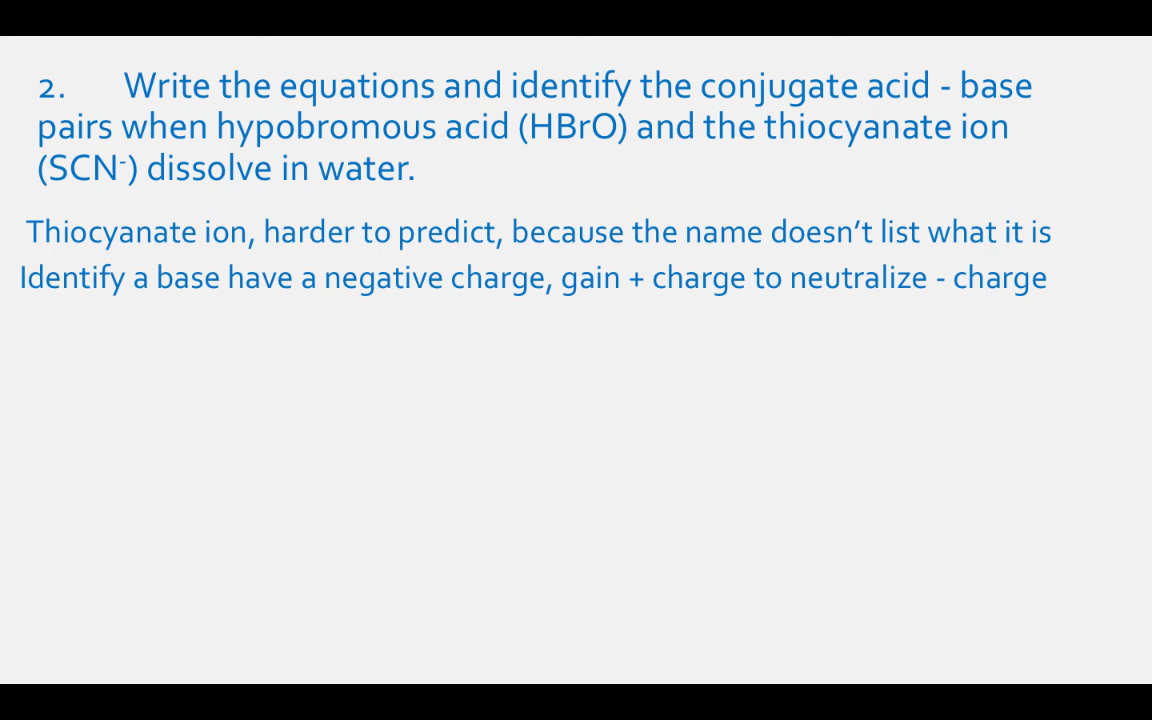 2. Write the equations and identify the conjugate acid - base
pairs when hypobromous acid (HBrO) and the thiocyanate ion
(SCN⁻) dissolve in water.
Thiocyanate ion, harder to predict, because the name doesn’t list what it is
Identify a base have a negative charge, gain + charge to neutralize - charge